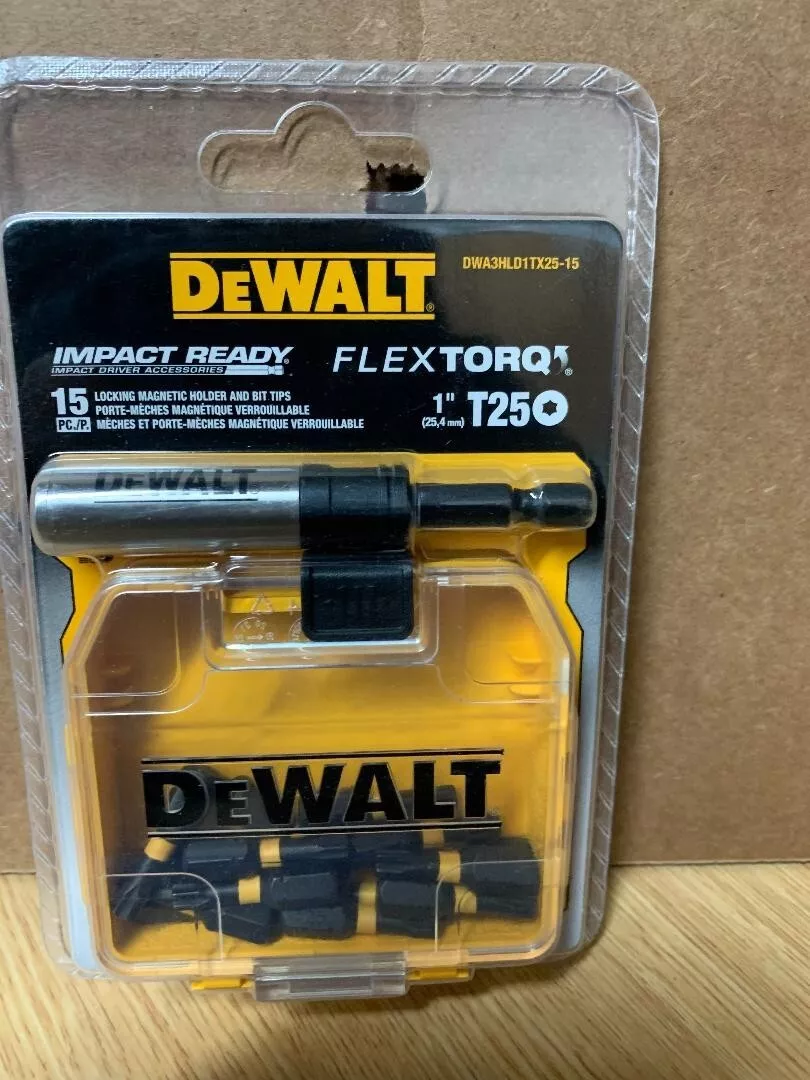 DEWALT®
DWA3HLD1TX25-15
IMPACT READY®
IMPACT DRIVER ACCESSORIES
FLEXTORQ®
15
PC./P.
LOCKING MAGNETIC HOLDER AND BIT TIPS
PORTE-MÈCHES MAGNÉTIQUE VERROUILLABLE
MÈCHES ET PORTE-MÈCHES MAGNÉTIQUE VERROUILLABLE
1"
(25,4 mm)
T25
DEWALT
DEWALT